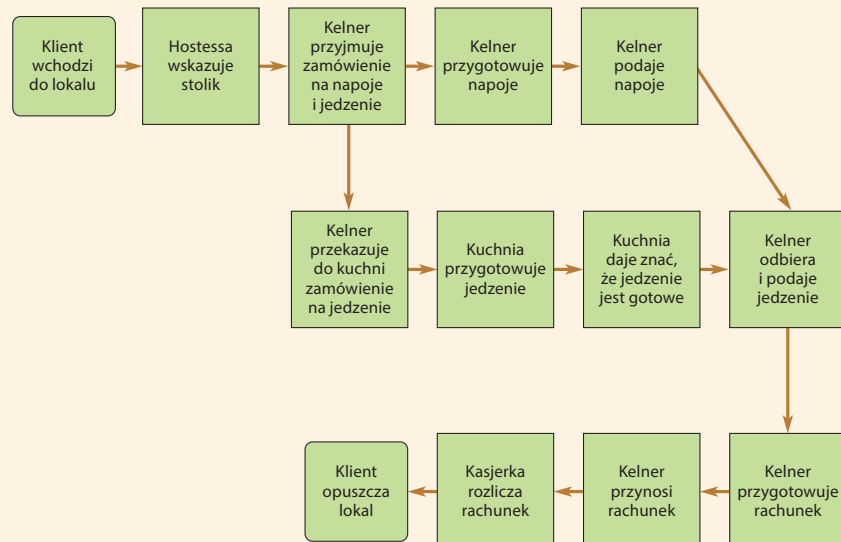 Klient
wchodzi
do lokalu
Hostessa
wskazuje
stolik
Kelner
przyjmuje
zamówienie
na napoje
i jedzenie
Kelner
przygotowuje
napoje
Kelner
podaje
napoje
Kelner
przekazuje
do kuchni
zamówienie
na jedzenie
Kuchnia
przygotowuje
jedzenie
Kuchnia
daje znać,
że jedzenie
jest gotowe
Kelner
odbiera
i podaje
jedzenie
Klient
opuszcza
lokal
Kasjerka
rozlicza
rachunek
Kelner
przynosi
rachunek
Kelner
przygotowuje
rachunek